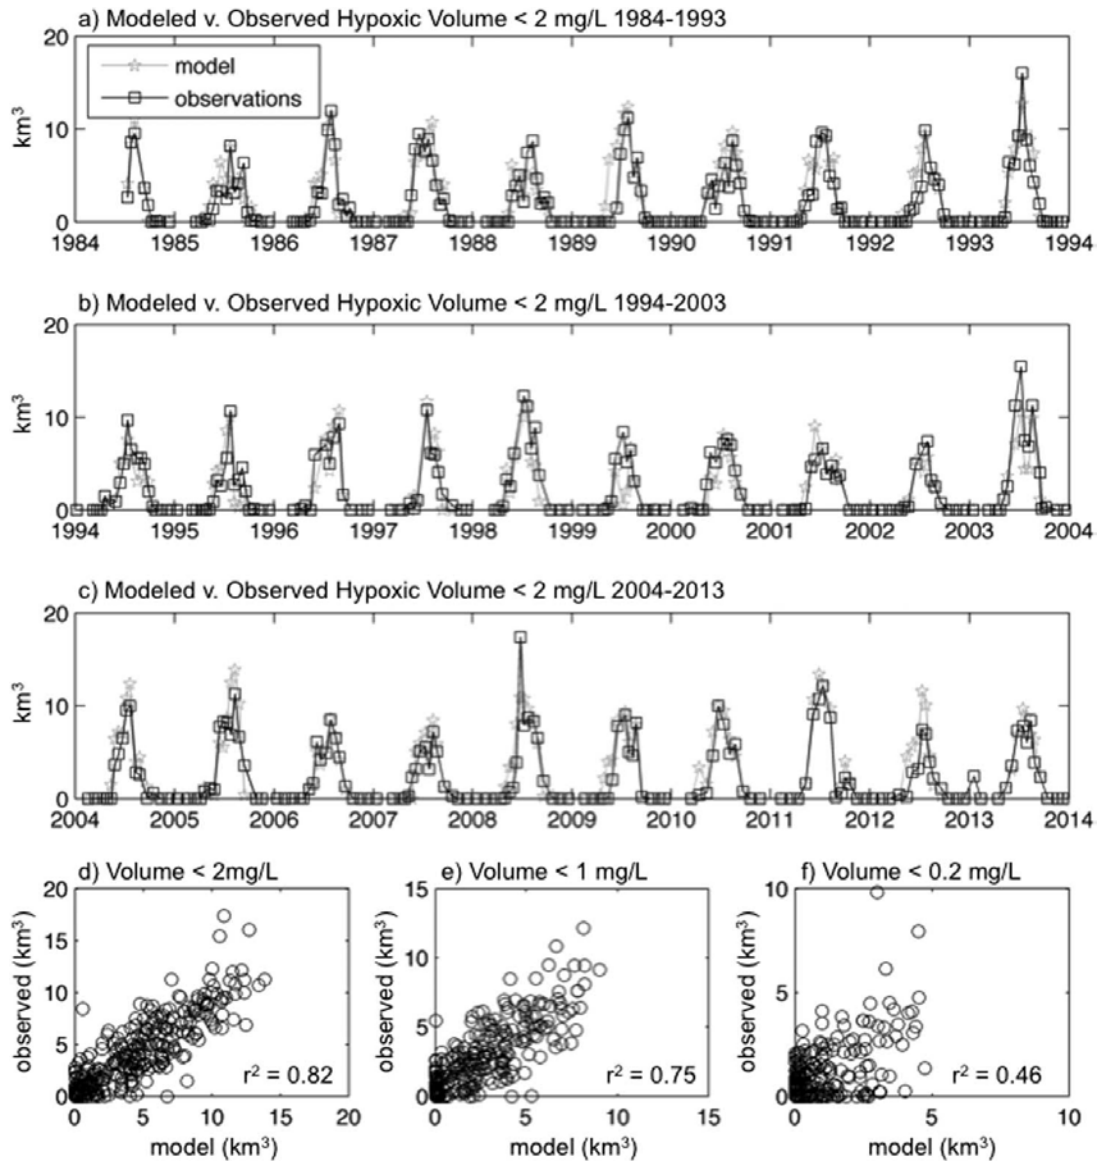 a) Modeled v. Observed Hypoxic Volume < 2 mg/L 1984-1993
20
10
0
km³
model
observations
1984 1985 1986 1987 1988 1989 1990 1991 1992 1993 1994
b) Modeled v. Observed Hypoxic Volume < 2 mg/L 1994-2003
20
10
0
km³
1994 1995 1996 1997 1998 1999 2000 2001 2002 2003 2004
c) Modeled v. Observed Hypoxic Volume < 2 mg/L 2004-2013
20
10
0
km³
2004 2005 2006 2007 2008 2009 2010 2011 2012 2013 2014
d) Volume < 2mg/L
20
15
10
5
0
observed (km³)
r² = 0.82
0 5 10 15 20
model (km³)
e) Volume < 1 mg/L
15
10
5
0
observed (km³)
r² = 0.75
0 5 10 15
model (km³)
f) Volume < 0.2 mg/L
10
5
0
observed (km³)
r² = 0.46
0 5 10
model (km³)